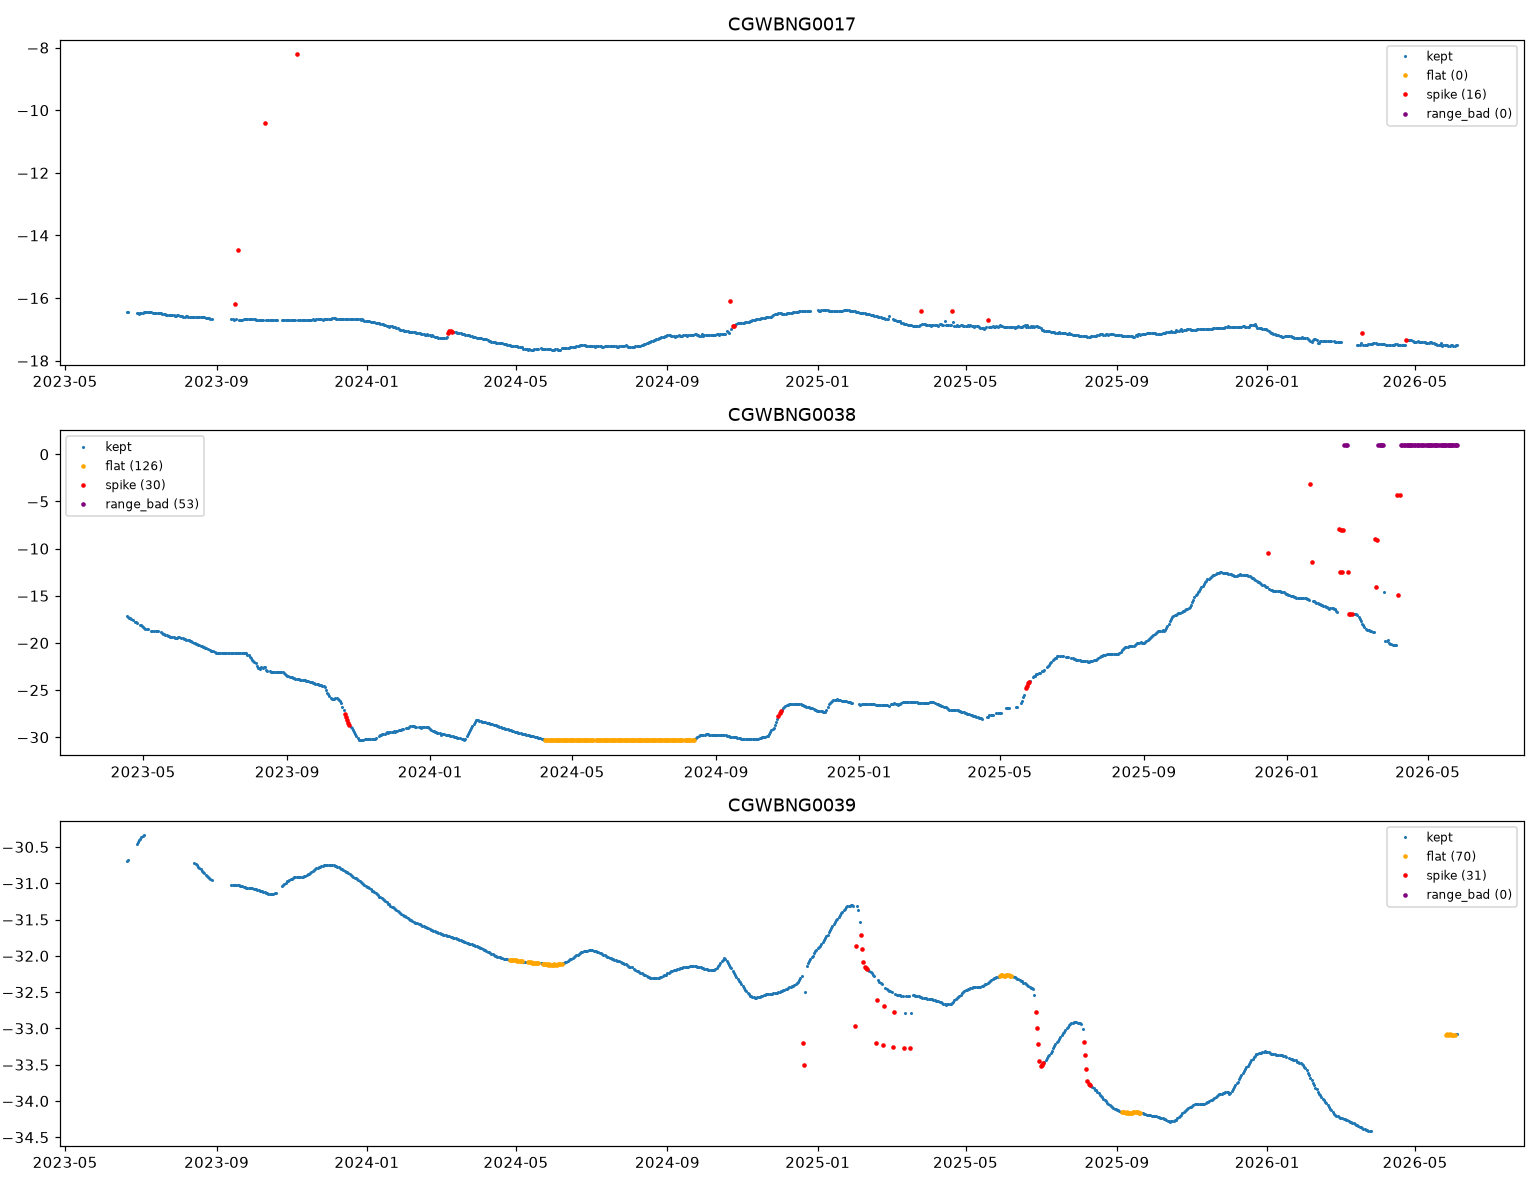 CGWBNG0017
−8
−10
−12
−14
−16
−18
kept
flat (0)
spike (16)
range_bad (0)
2023-05 2023-09 2024-01 2024-05 2024-09 2025-01 2025-05 2025-09 2026-01 2026-05
CGWBNG0038
0
−5
−10
−15
−20
−25
−30
kept
flat (126)
spike (30)
range_bad (53)
2023-05 2023-09 2024-01 2024-05 2024-09 2025-01 2025-05 2025-09 2026-01 2026-05
CGWBNG0039
−30.5
−31.0
−31.5
−32.0
−32.5
−33.0
−33.5
−34.0
−34.5
kept
flat (70)
spike (31)
range_bad (0)
2023-05 2023-09 2024-01 2024-05 2024-09 2025-01 2025-05 2025-09 2026-01 2026-05